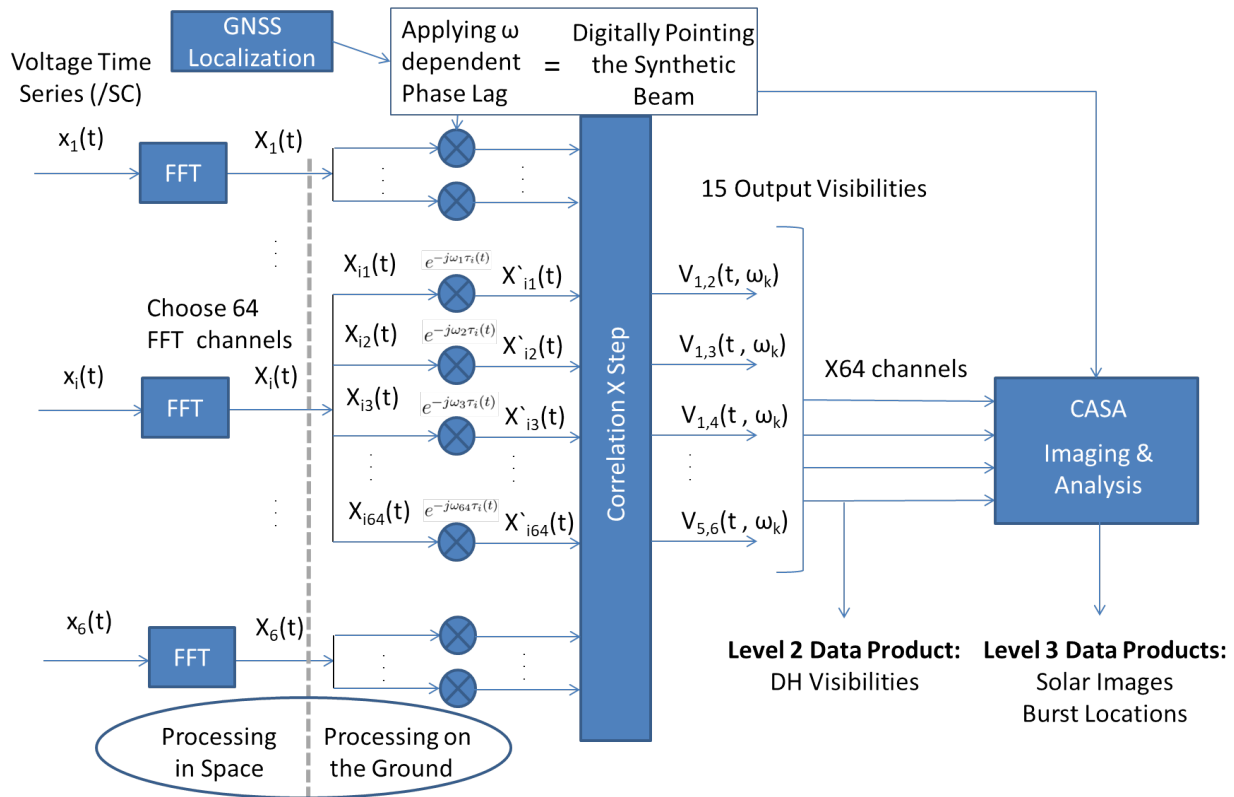 GNSS
Localization
Applying ω
dependent
Phase Lag
=
Digitally Pointing
the Synthetic
Beam
Voltage Time
Series (/SC)
x1(t)
FFT
X1(t)
15 Output Visibilities
Choose 64
FFT channels
xi(t)
FFT
Xi(t)
Xi1(t)
e^{-jω1τi(t)}
X`i1(t)
Xi2(t)
e^{-jω2τi(t)}
X`i2(t)
Xi3(t)
e^{-jω3τi(t)}
X`i3(t)
Xi64(t)
e^{-jω64τi(t)}
X`i64(t)
Correlation X Step
V1,2(t, ωk)
V1,3(t , ωk)
V1,4(t , ωk)
V5,6(t , ωk)
X64 channels
CASA
Imaging &
Analysis
x6(t)
FFT
X6(t)
Level 2 Data Product:
DH Visibilities
Level 3 Data Products:
Solar Images
Burst Locations
Processing
in Space
Processing on
the Ground